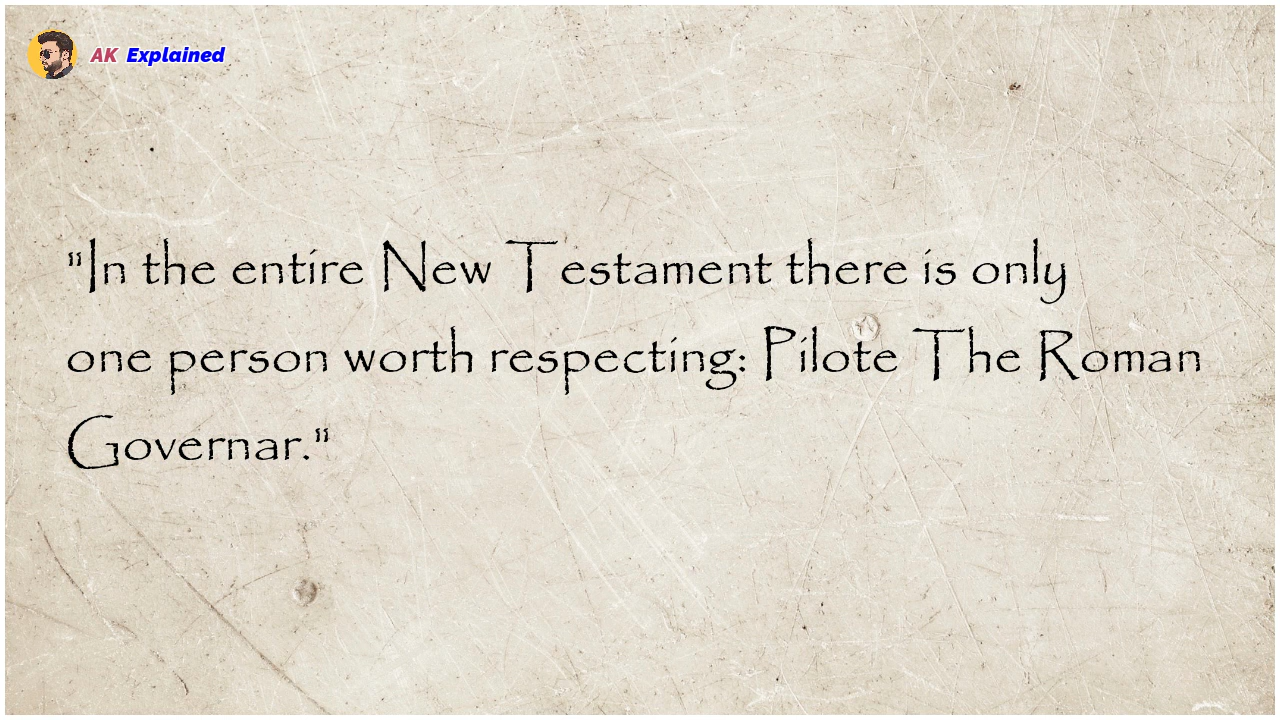 AK Explained
"In the entire New Testament there is only
one person worth respecting: Pilote The Roman
Governar."